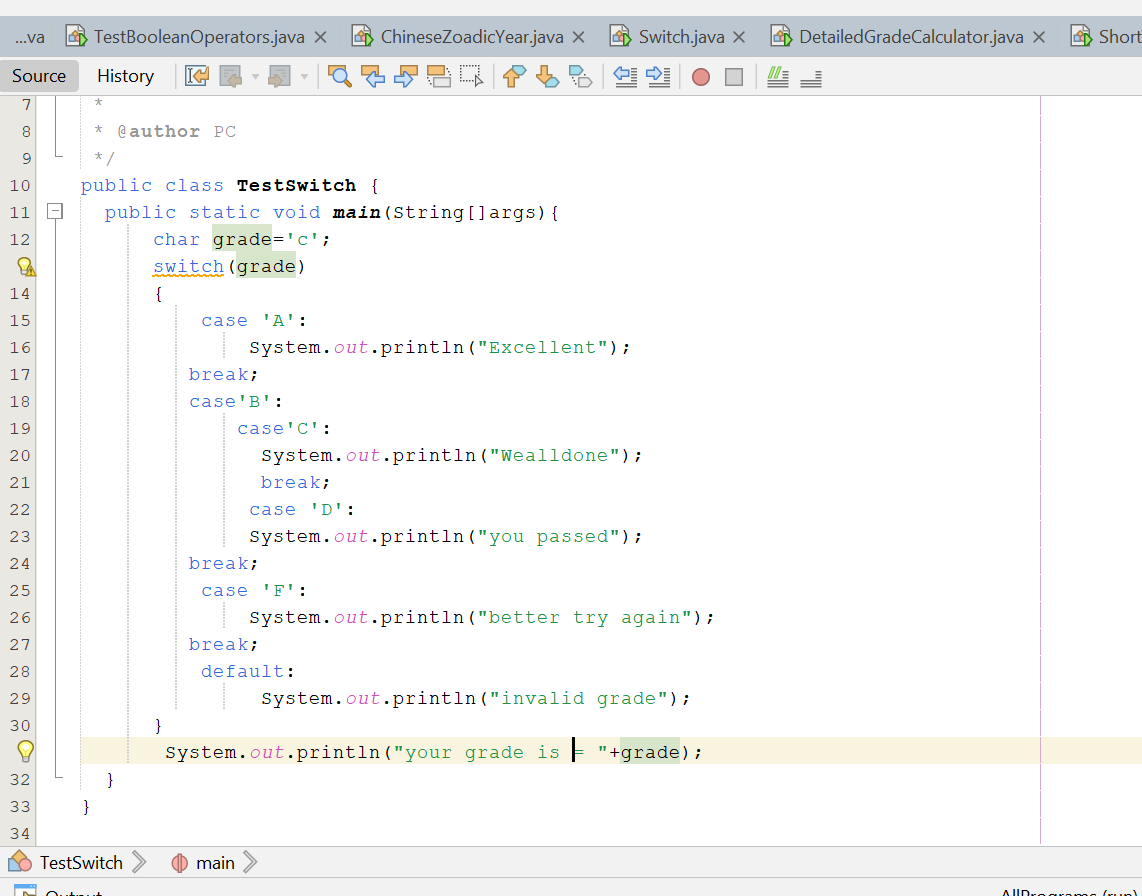 ...va TestBooleanOperators.java ChineseZoadicYear.java Switch.java DetailedGradeCalculator.java Short
Source History
7 *
8 * @author PC
9 */
10 public class TestSwitch {
11 public static void main(String[]args){
12 char grade='c';
switch(grade)
14 {
15 case 'A':
16 System.out.println("Excellent");
17 break;
18 case'B':
19 case'C':
20 System.out.println("Wealldone");
21 break;
22 case 'D':
23 System.out.println("you passed");
24 break;
25 case 'F':
26 System.out.println("better try again");
27 break;
28 default:
29 System.out.println("invalid grade");
30 }
System.out.println("your grade is = "+grade);
32 }
33 }
34
TestSwitch main
Output AllPrograms (run)